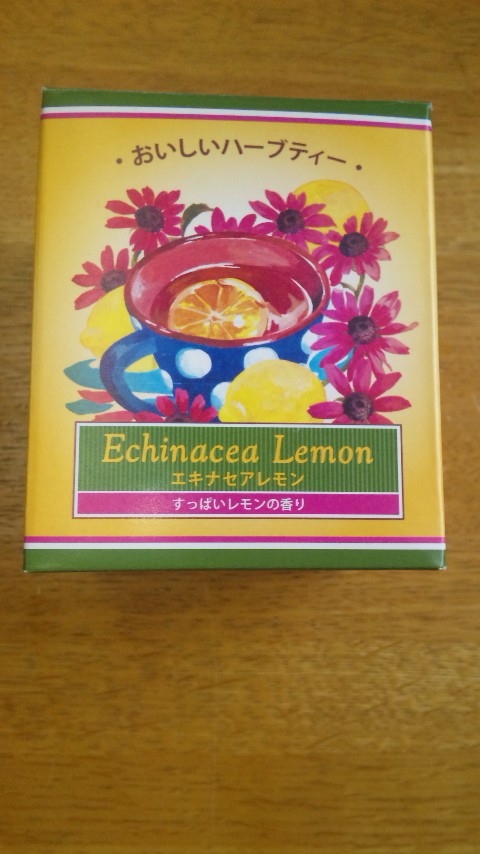 ・おいしいハーブティー・
Echinacea Lemon
エキナセアレモン
すっぱいレモンの香り